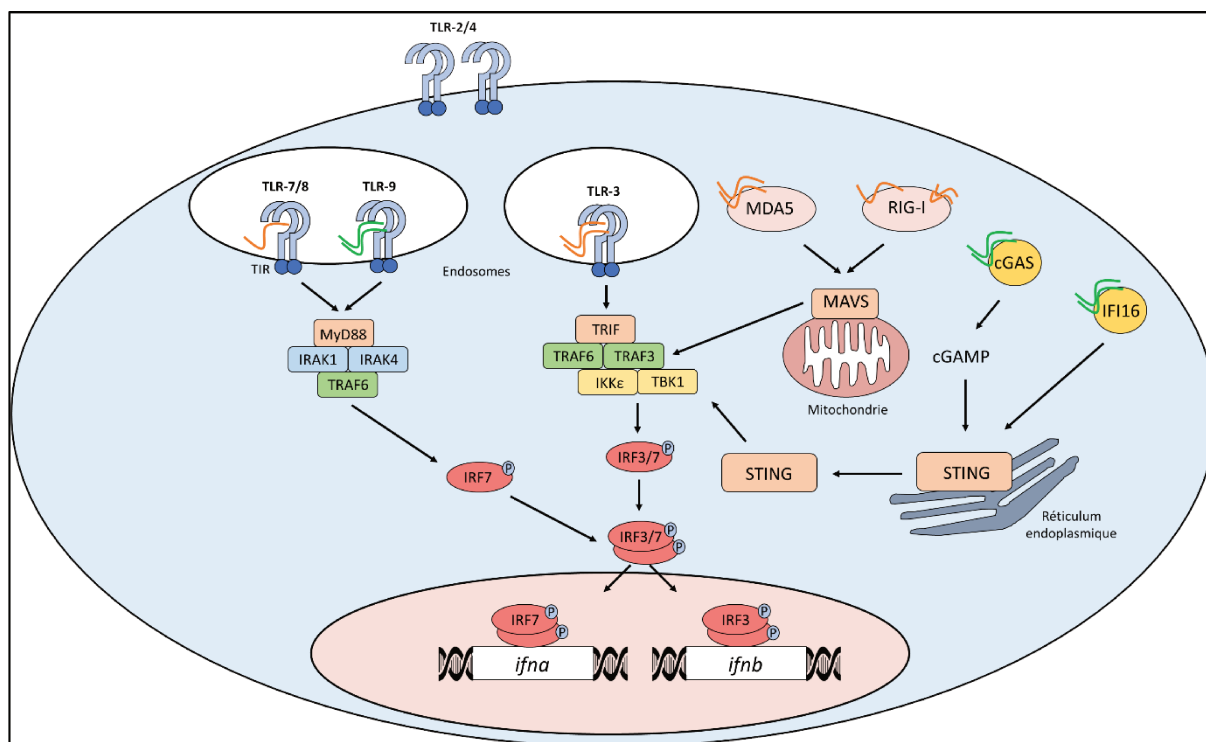 TLR-2/4
TLR-7/8
TLR-9
TLR-3
MDA5
RIG-I
cGAS
IFI16
TIR
Endosomes
MyD88
IRAK1
IRAK4
TRAF6
TRIF
TRAF6
TRAF3
IKKε
TBK1
MAVS
Mitochondrie
cGAMP
IRF7
P
IRF3/7
P
STING
STING
Réticulum
endoplasmique
IRF3/7
P
P
IRF7
P
P
ifna
IRF3
P
P
ifnb